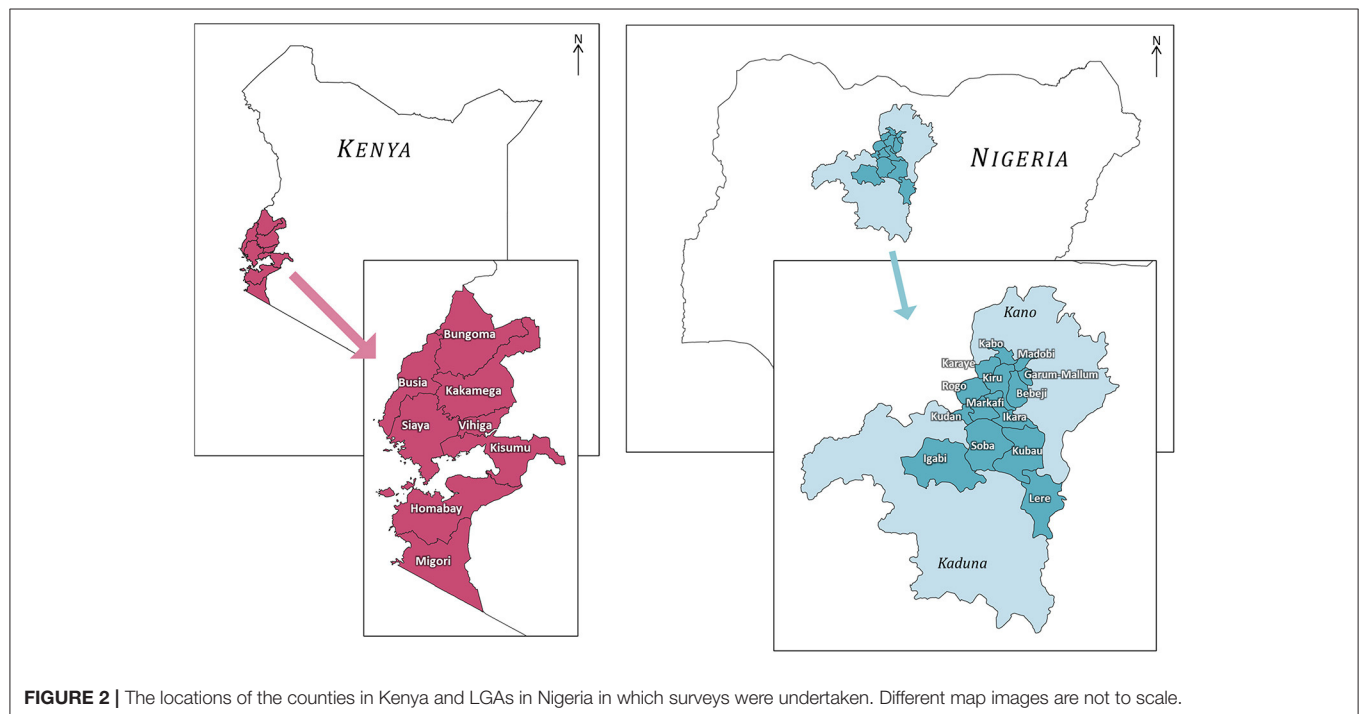 N
KENYA
Bungoma
Busia
Kakamega
Siaya
Vihiga
Kisumu
Homabay
Migori
N
NIGERIA
Kano
Kabo
Madobi
Karaye
Garum-Mallum
Kiru
Rogo
Bebeji
Markafi
Kudan
Ikara
Soba
Kubau
Igabi
Lere
Kaduna
FIGURE 2 | The locations of the counties in Kenya and LGAs in Nigeria in which surveys were undertaken. Different map images are not to scale.